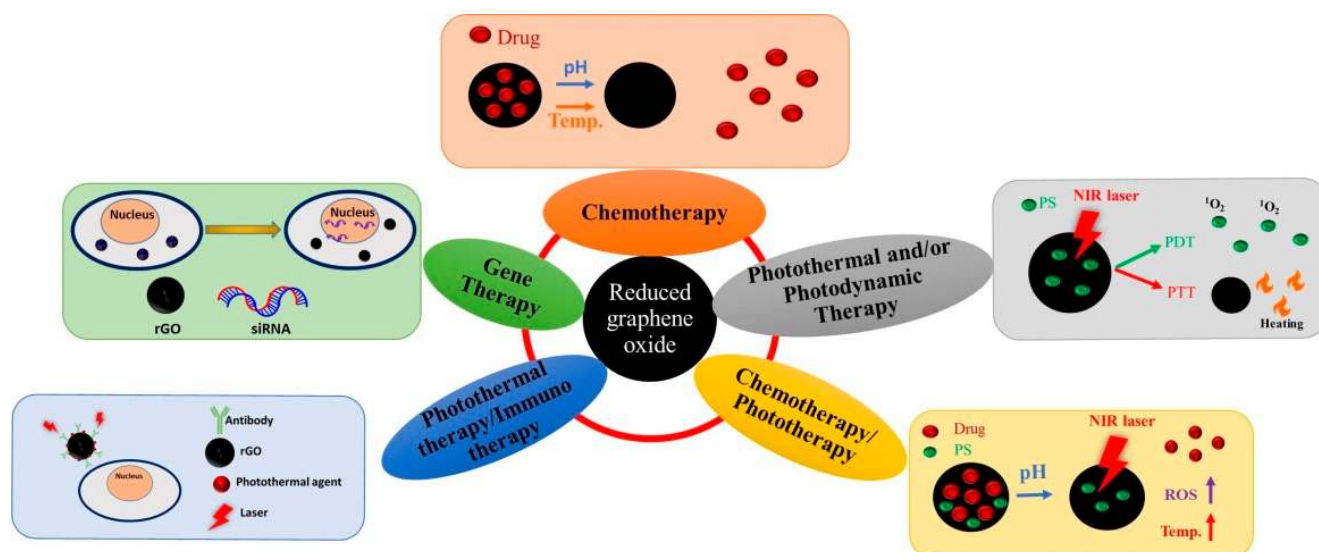 Drug
pH
Temp.
Nucleus
Nucleus
rGO
siRNA
Chemotherapy
Gene
Therapy
Reduced
graphene
oxide
Photothermal and/or
Photodynamic
Therapy
PS
NIR laser
¹O₂
¹O₂
PDT
PTT
Heating
Photothermal
therapy/Immuno
therapy
Chemotherapy/
Phototherapy
Antibody
rGO
Nucleus
Photothermal agent
Laser
Drug
PS
NIR laser
pH
ROS
Temp.